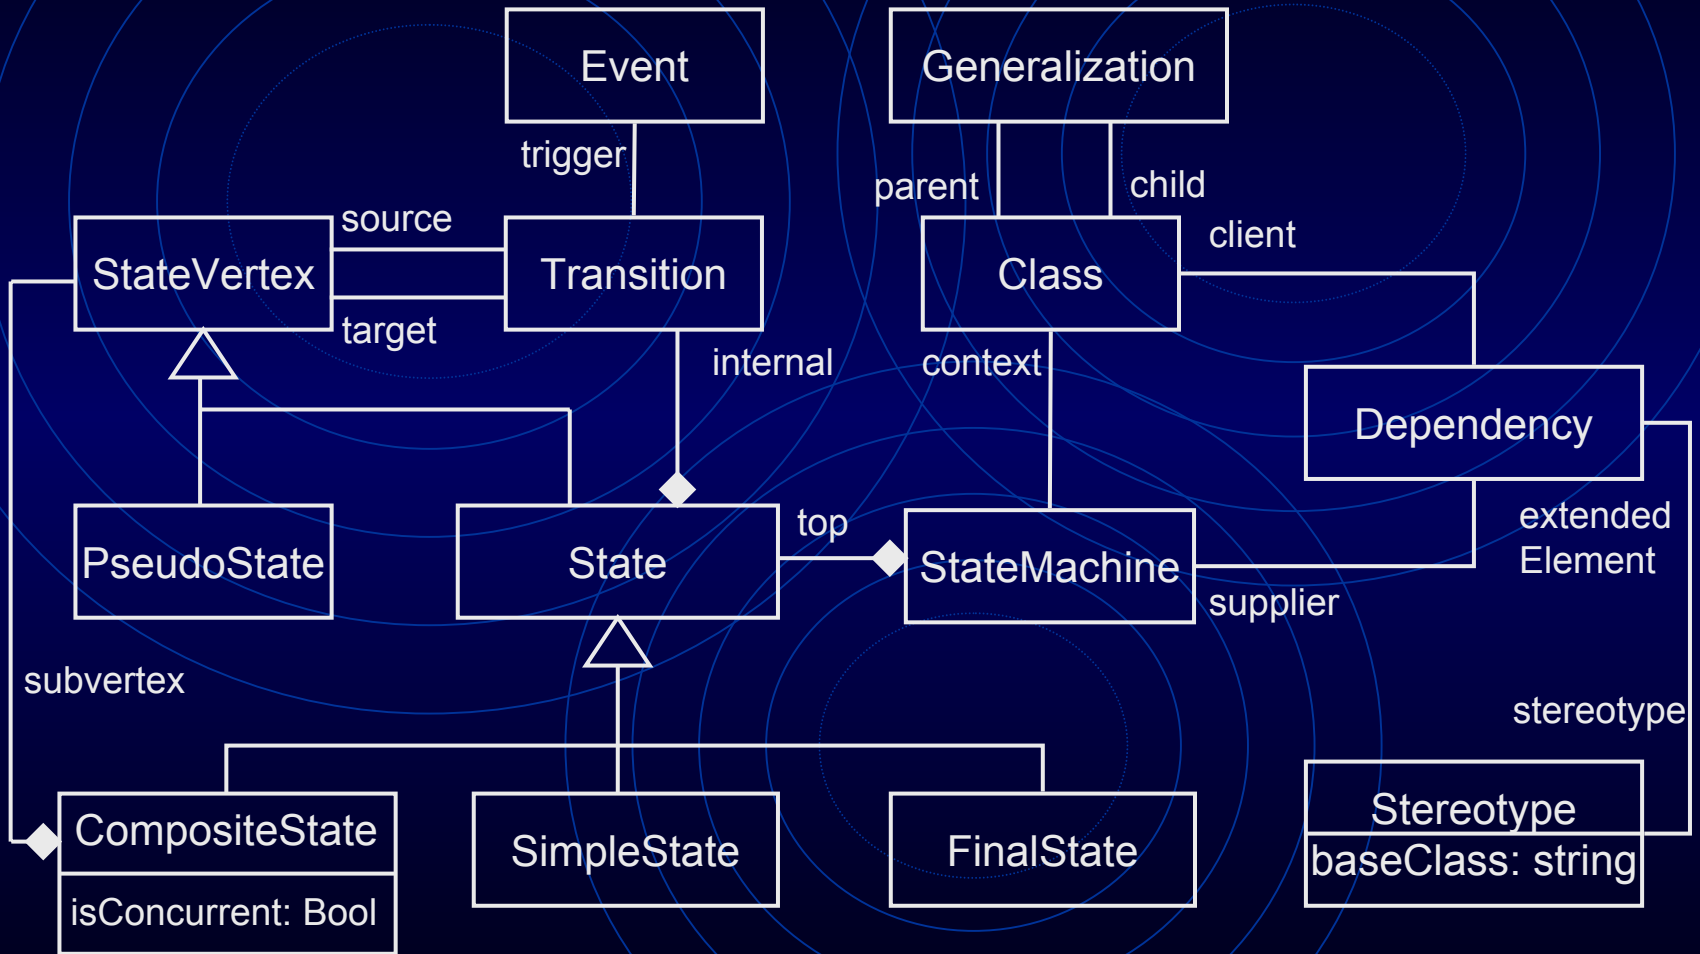 Event
Generalization
trigger
parent
child
source
client
StateVertex
Transition
Class
target
internal
context
Dependency
top
extended
Element
PseudoState
State
StateMachine
supplier
subvertex
stereotype
CompositeState
SimpleState
FinalState
Stereotype
baseClass: string
isConcurrent: Bool